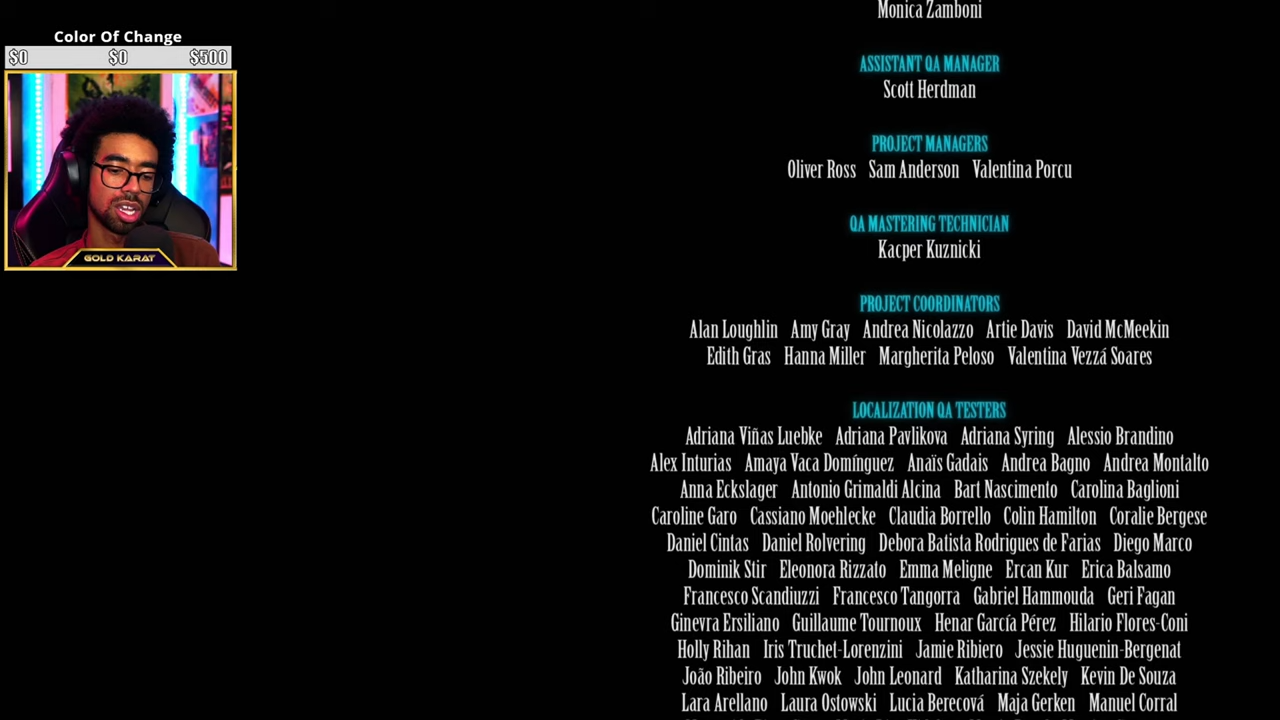 Color Of Change
$0 $0 $500
GOLD KARAT
Monica Zamboni
ASSISTANT QA MANAGER
Scott Herdman
PROJECT MANAGERS
Oliver Ross Sam Anderson Valentina Porcu
QA MASTERING TECHNICIAN
Kacper Kuznicki
PROJECT COORDINATORS
Alan Loughlin Amy Gray Andrea Nicolazzo Artie Davis David McMeekin
Edith Gras Hanna Miller Margherita Peloso Valentina Vezzá Soares
LOCALIZATION QA TESTERS
Adriana Viñas Luebke Adriana Pavlikova Adriana Syring Alessio Brandino
Alex Inturias Amaya Vaca Domínguez Anaïs Gadais Andrea Bagno Andrea Montalto
Anna Eckslager Antonio Grimaldi Alcina Bart Nascimento Carolina Baglioni
Caroline Garo Cassiano Moehlecke Claudia Borrello Colin Hamilton Coralie Bergese
Daniel Cintas Daniel Rolvering Debora Batista Rodrigues de Farias Diego Marco
Dominik Stir Eleonora Rizzato Emma Meligne Ercan Kur Erica Balsamo
Francesco Scandiuzzi Francesco Tangorra Gabriel Hammouda Geri Fagan
Ginevra Ersiliano Guillaume Tournoux Henar García Pérez Hilario Flores-Coni
Holly Rihan Iris Truchet-Lorenzini Jamie Ribiero Jessie Huguenin-Bergenat
João Ribeiro John Kwok John Leonard Katharina Szekely Kevin De Souza
Lara Arellano Laura Ostowski Lucia Berecová Maja Gerken Manuel Corral